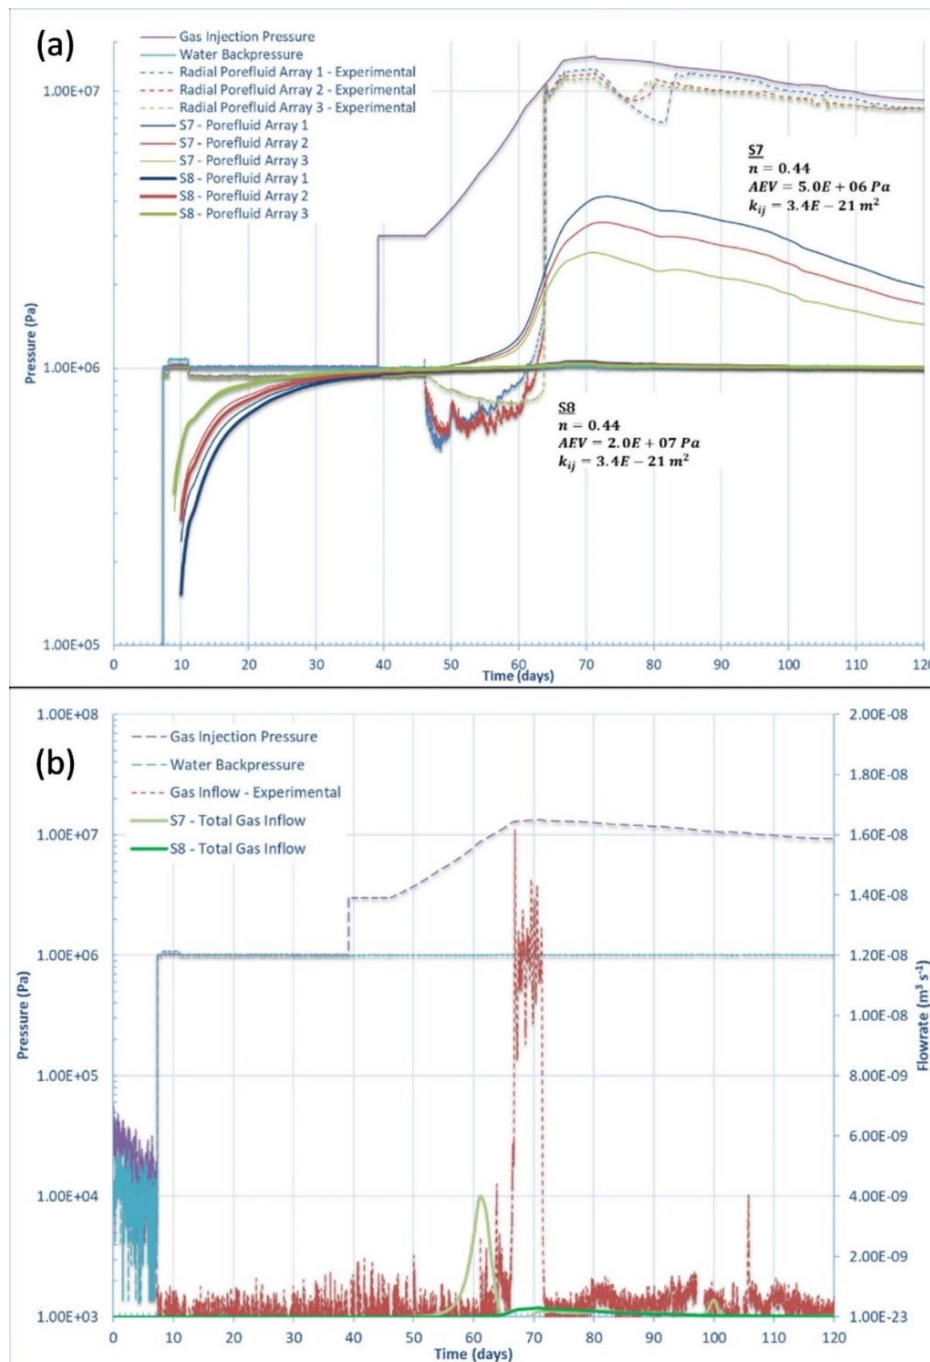 (a)
Gas Injection Pressure
Water Backpressure
Radial Porefluid Array 1 - Experimental
Radial Porefluid Array 2 - Experimental
Radial Porefluid Array 3 - Experimental
S7 - Porefluid Array 1
S7 - Porefluid Array 2
S7 - Porefluid Array 3
S8 - Porefluid Array 1
S8 - Porefluid Array 2
S8 - Porefluid Array 3
1.00E+07
1.00E+06
1.00E+05
Pressure (Pa)
S7
n = 0.44
AEV = 5.0E + 06 Pa
k_ij = 3.4E − 21 m²
S8
n = 0.44
AEV = 2.0E + 07 Pa
k_ij = 3.4E − 21 m²
0 10 20 30 40 50 60 70 80 90 100 110 120
Time (days)
(b)
Gas Injection Pressure
Water Backpressure
Gas Inflow - Experimental
S7 - Total Gas Inflow
S8 - Total Gas Inflow
1.00E+08
1.00E+07
1.00E+06
1.00E+05
1.00E+04
1.00E+03
Pressure (Pa)
2.00E-08
1.80E-08
1.60E-08
1.40E-08
1.20E-08
1.00E-08
8.00E-09
6.00E-09
4.00E-09
2.00E-09
1.00E-23
Flowrate (m³ s⁻¹)
0 10 20 30 40 50 60 70 80 90 100 110 120
Time (days)